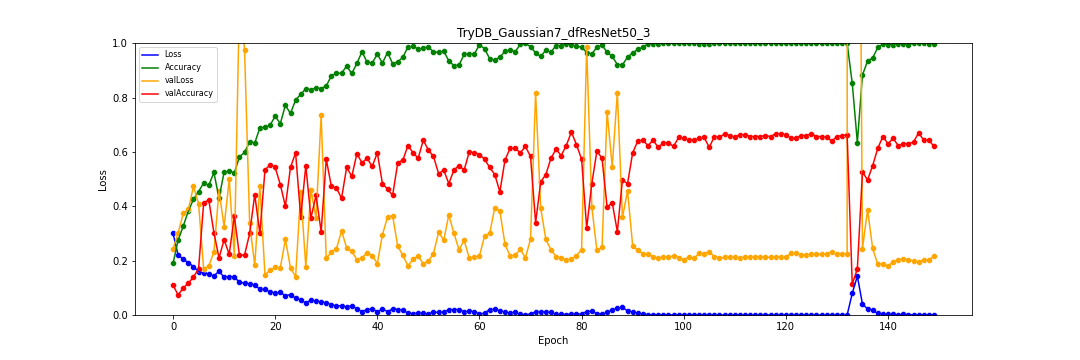 TryDB_Gaussian7_dfResNet50_3
1.0
0.8
0.6
0.4
0.2
0.0
Loss
Loss
Accuracy
valLoss
valAccuracy
0 20 40 60 80 100 120 140
Epoch